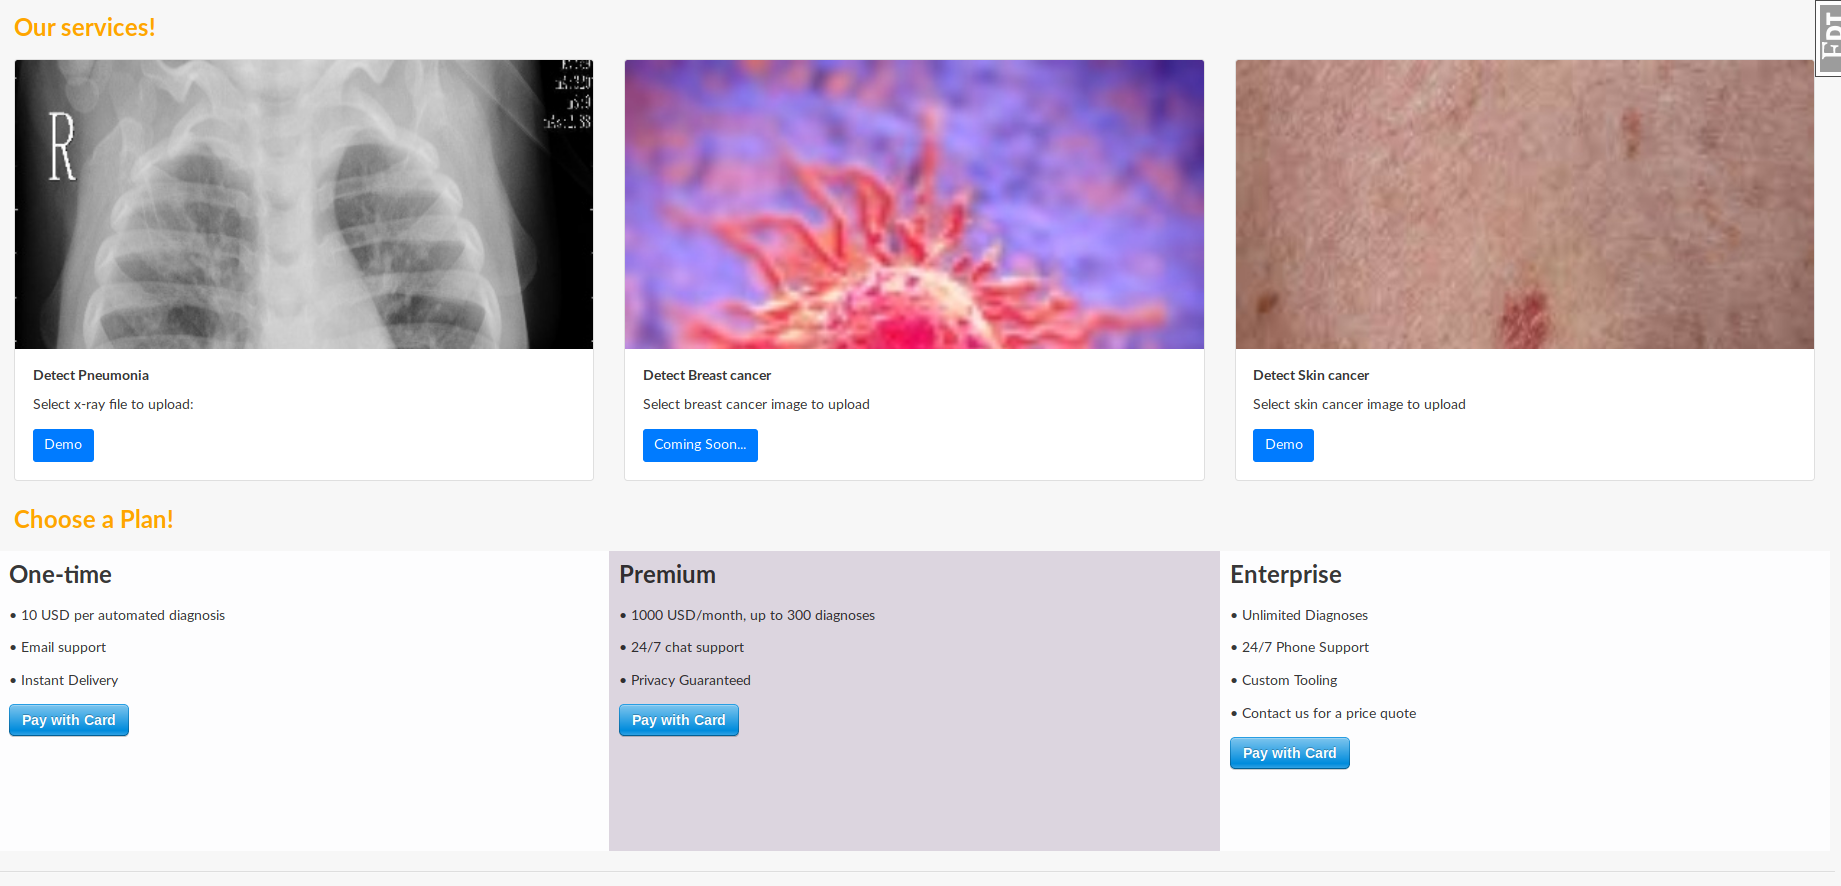 Our services!
R
Detect Pneumonia
Select x-ray file to upload:
Demo
Detect Breast cancer
Select breast cancer image to upload
Coming Soon...
Detect Skin cancer
Select skin cancer image to upload
Demo
Choose a Plan!
One-time
• 10 USD per automated diagnosis
• Email support
• Instant Delivery
Pay with Card
Premium
• 1000 USD/month, up to 300 diagnoses
• 24/7 chat support
• Privacy Guaranteed
Pay with Card
Enterprise
• Unlimited Diagnoses
• 24/7 Phone Support
• Custom Tooling
• Contact us for a price quote
Pay with Card